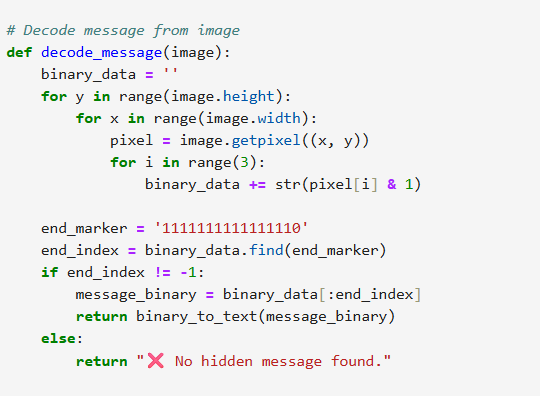 # Decode message from image
def decode_message(image):
    binary_data = ''
    for y in range(image.height):
        for x in range(image.width):
            pixel = image.getpixel((x, y))
            for i in range(3):
                binary_data += str(pixel[i] & 1)

    end_marker = '1111111111111110'
    end_index = binary_data.find(end_marker)
    if end_index != -1:
        message_binary = binary_data[:end_index]
        return binary_to_text(message_binary)
    else:
        return "❌ No hidden message found."